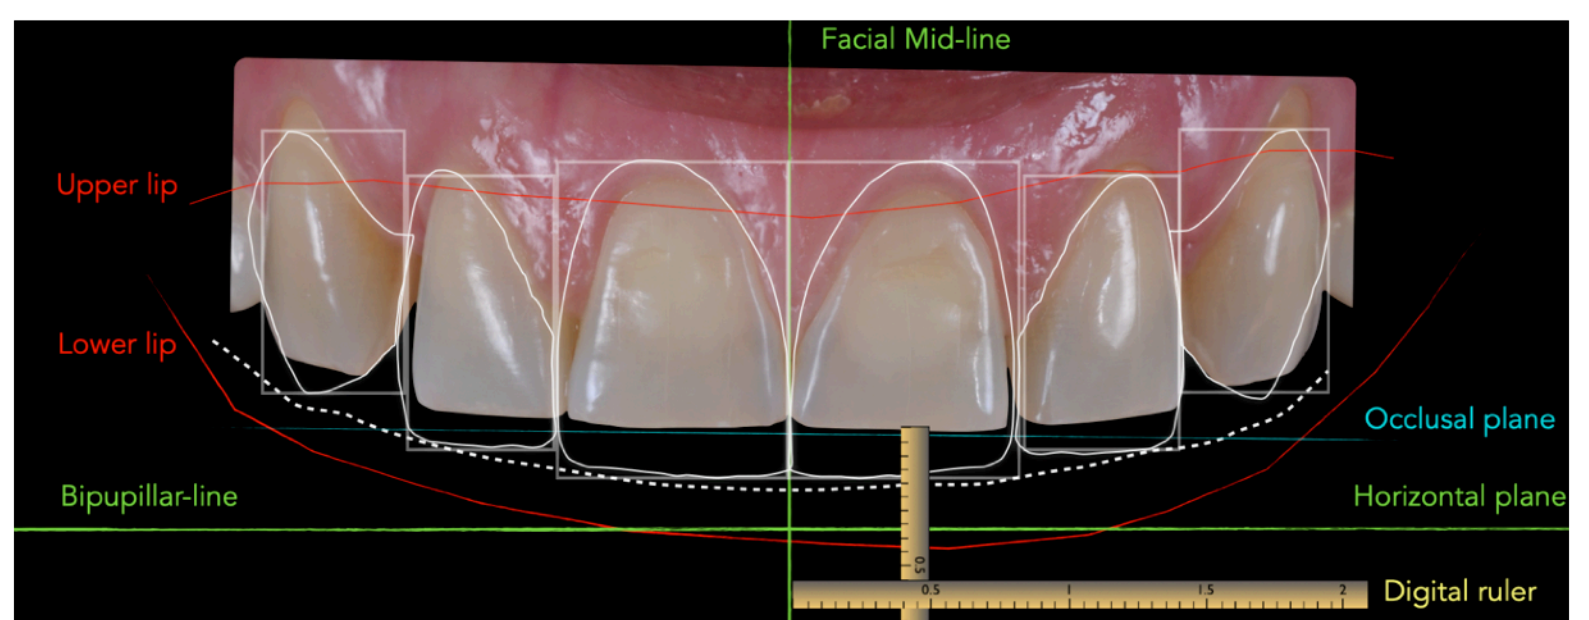 Facial Mid-line
Upper lip
Lower lip
Occlusal plane
Bipupillar-line
Horizontal plane
0.5
0.5
1
1.5
2
Digital ruler